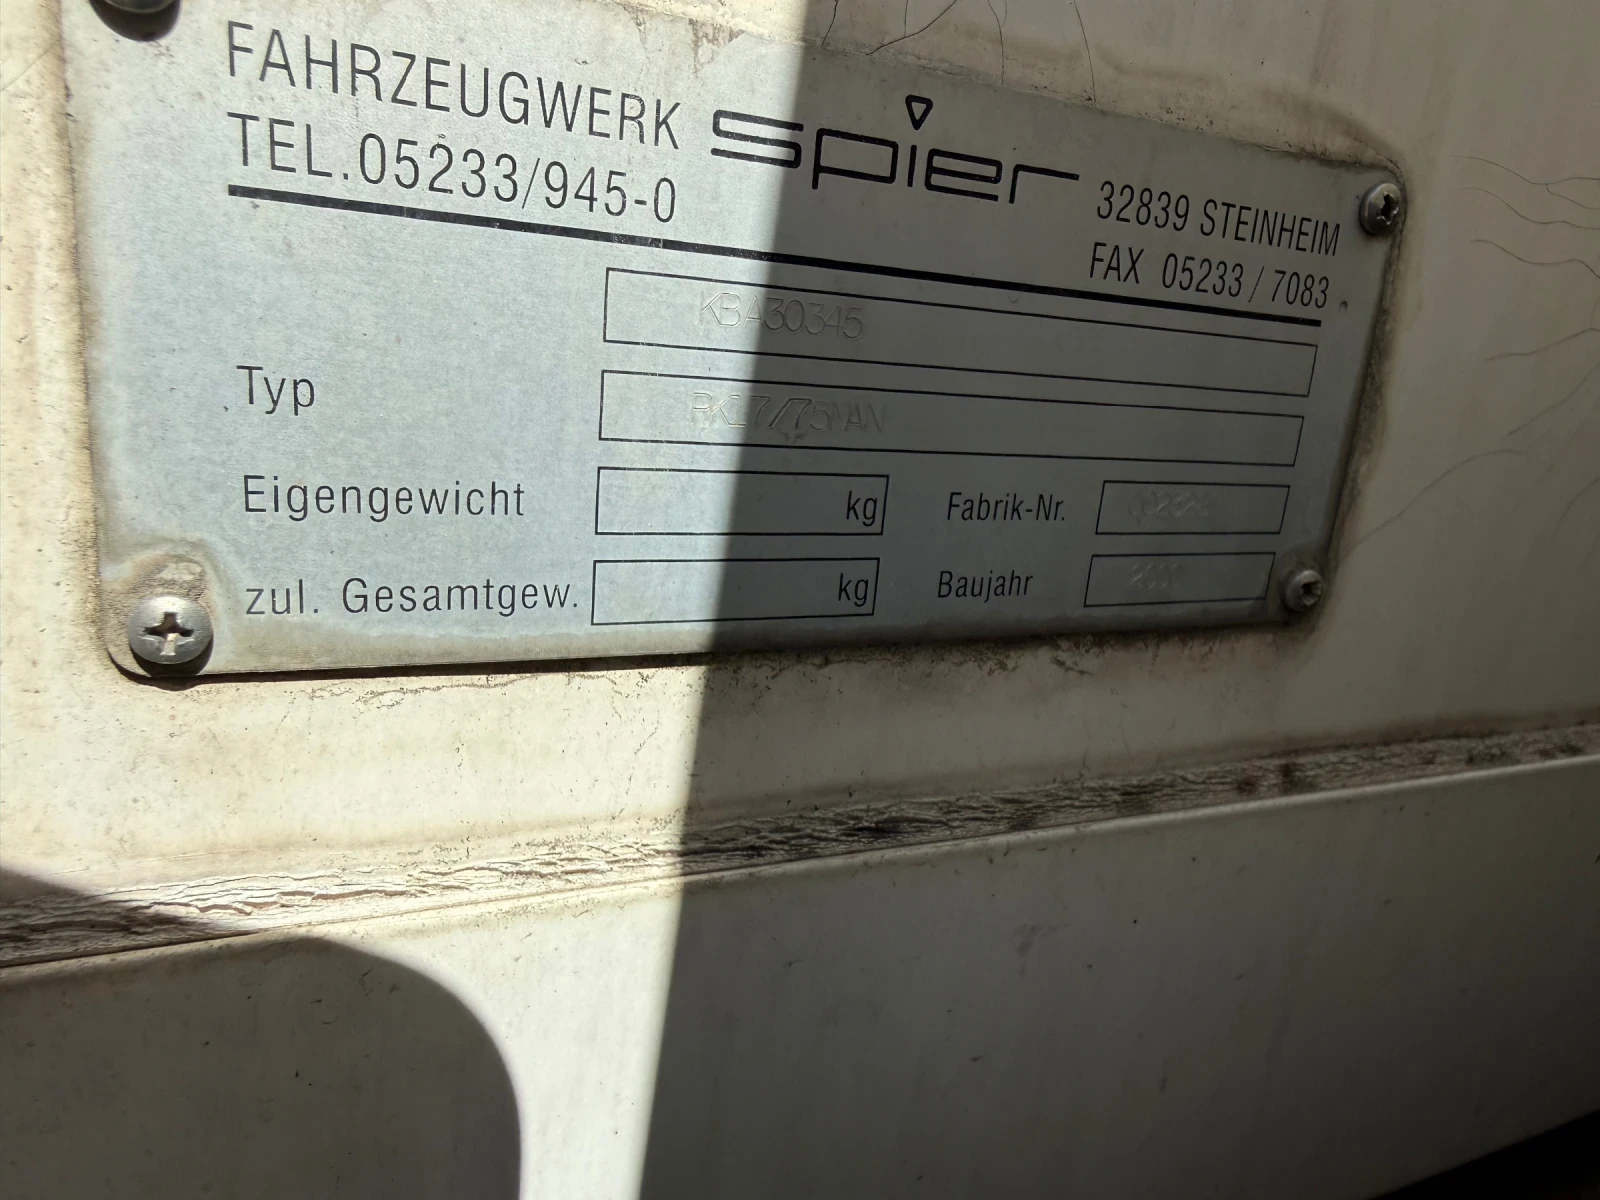 FAHRZEUGWERK spier 32839 STEINHEIM
TEL.05233/945-0 FAX 05233/7083
KBA30345
Typ
Eigengewicht kg Fabrik-Nr.
zul. Gesamtgew. kg Baujahr